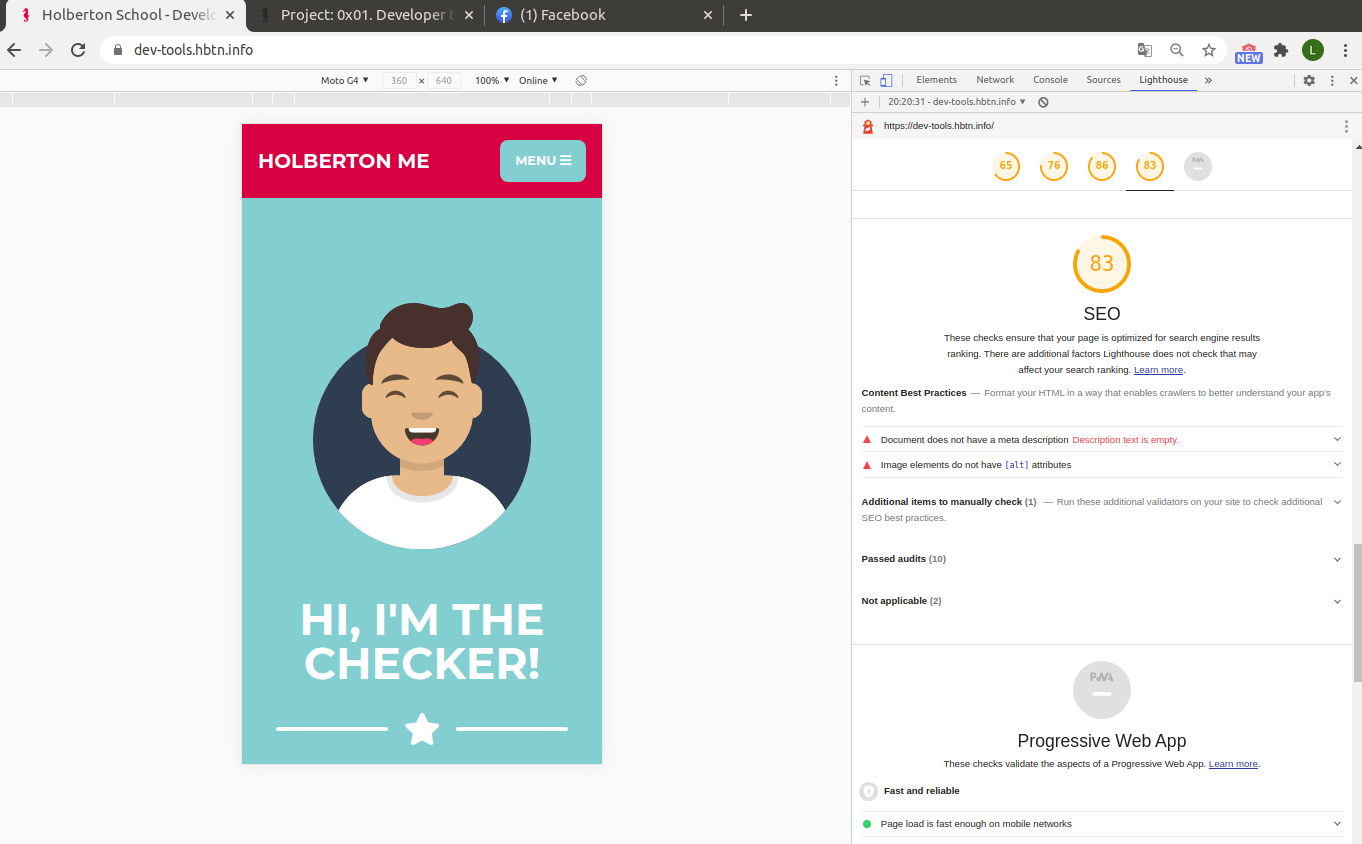 Holberton School - Develo
Project: 0x01. Developer t
(1) Facebook
dev-tools.hbtn.info
NEW
L
Moto G4 ▼ 360 × 640 100% ▼ Online ▼
Elements Network Console Sources Lighthouse »
20:20:31 - dev-tools.hbtn.info ▼
https://dev-tools.hbtn.info/
65 76 86 83 PWA
HOLBERTON ME
MENU
HI, I'M THE
CHECKER!
83
SEO
These checks ensure that your page is optimized for search engine results
ranking. There are additional factors Lighthouse does not check that may
affect your search ranking. Learn more.
Content Best Practices — Format your HTML in a way that enables crawlers to better understand your app's
content.
Document does not have a meta description Description text is empty.
Image elements do not have [alt] attributes
Additional items to manually check (1) — Run these additional validators on your site to check additional
SEO best practices.
Passed audits (10)
Not applicable (2)
PWA
Progressive Web App
These checks validate the aspects of a Progressive Web App. Learn more.
Fast and reliable
Page load is fast enough on mobile networks